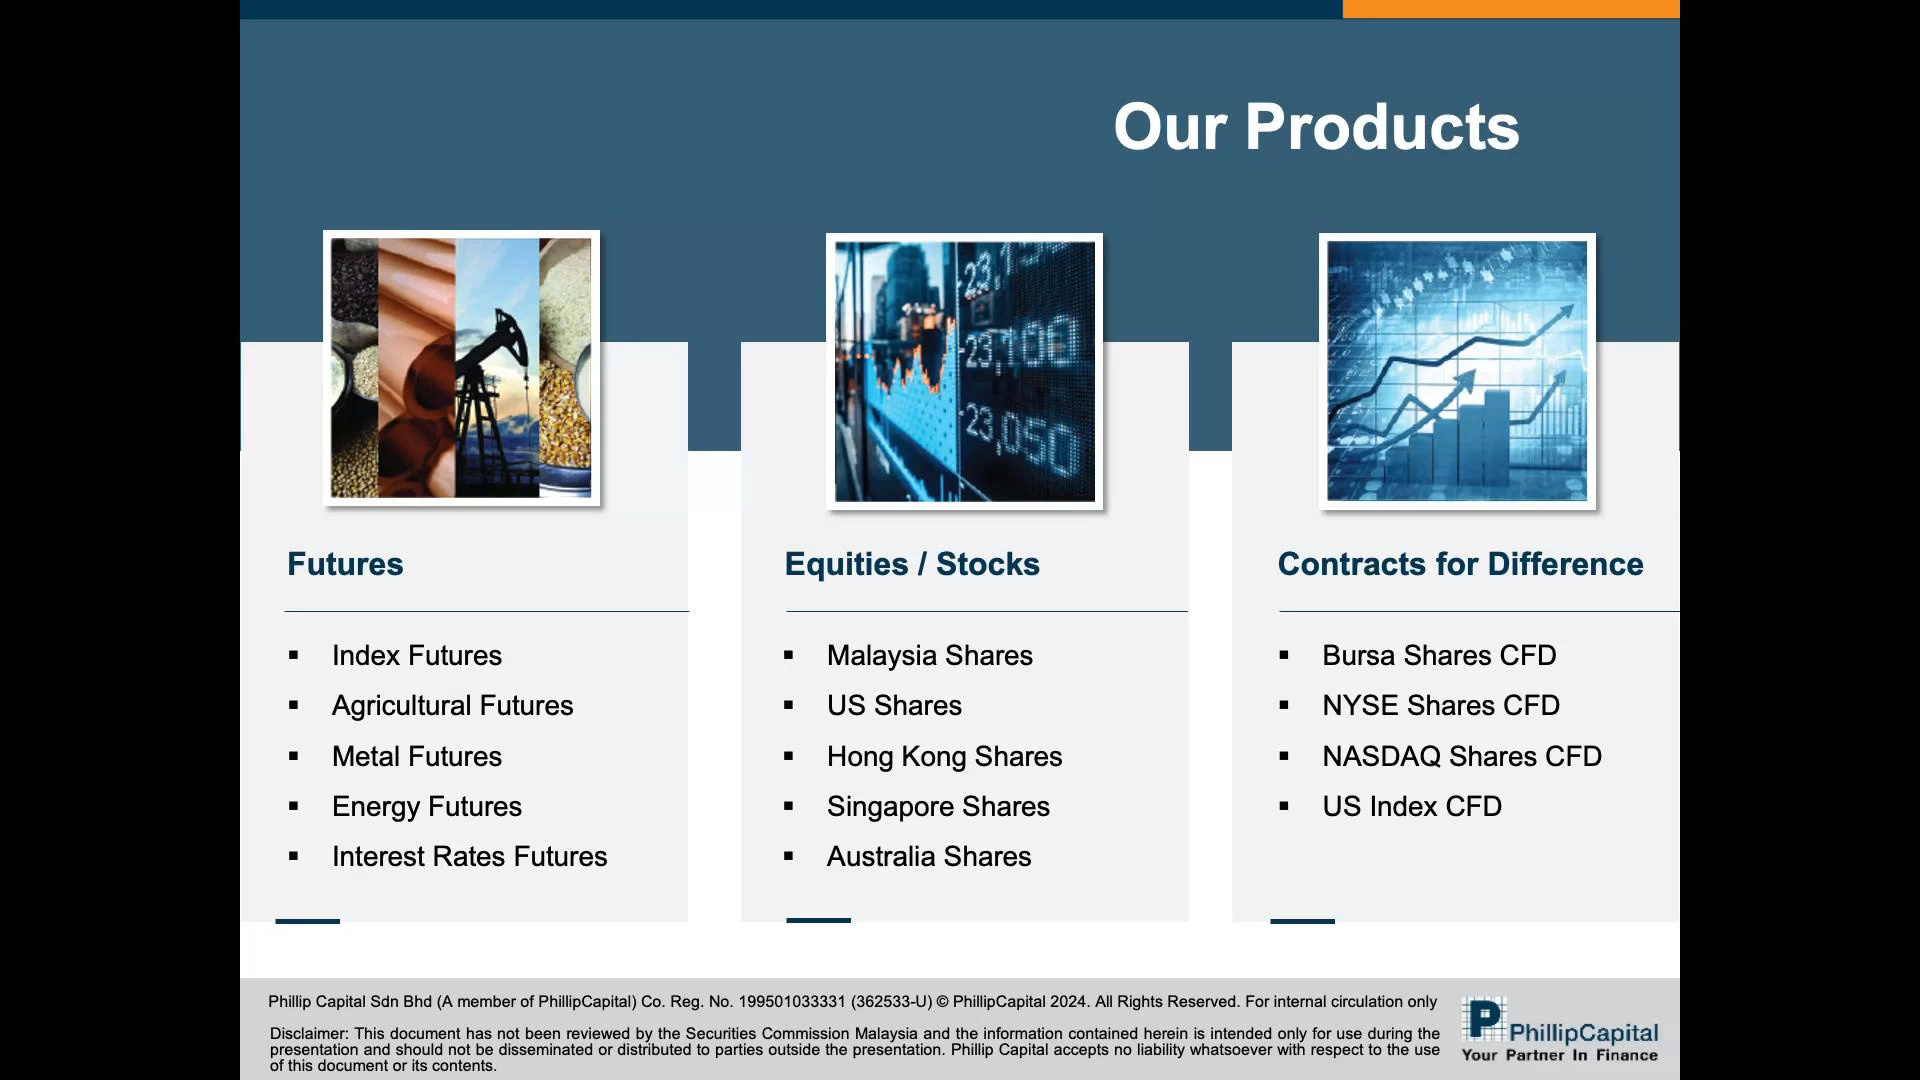 Our Products
23,100
23,050
Futures
Index Futures
Agricultural Futures
Metal Futures
Energy Futures
Interest Rates Futures
Equities / Stocks
Malaysia Shares
US Shares
Hong Kong Shares
Singapore Shares
Australia Shares
Contracts for Difference
Bursa Shares CFD
NYSE Shares CFD
NASDAQ Shares CFD
US Index CFD
Phillip Capital Sdn Bhd (A member of PhillipCapital) Co. Reg. No. 199501033331 (362533-U) © PhillipCapital 2024. All Rights Reserved. For internal circulation only
Disclaimer: This document has not been reviewed by the Securities Commission Malaysia and the information contained herein is intended only for use during the
presentation and should not be disseminated or distributed to parties outside the presentation. Phillip Capital accepts no liability whatsoever with respect to the use
of this document or its contents.
P
PhillipCapital
Your Partner In Finance